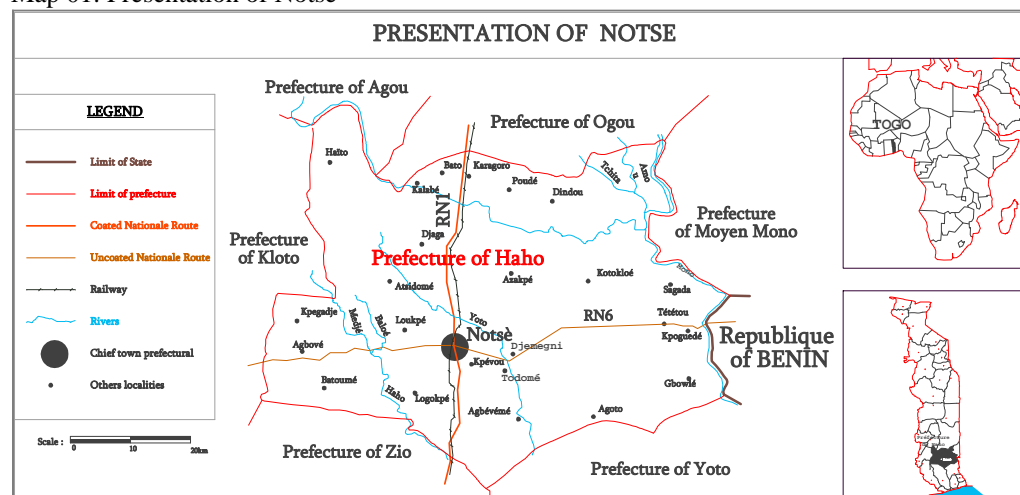 Map 01: Presentation of Notse
PRESENTATION OF NOTSE
LEGEND
Limit of State
Limit of prefecture
Coated Nationale Route
Uncoated Nationale Route
Railway
Rivers
Chief town prefectural
Others localities
Scale :
0
10
20km
Prefecture of Agou
Prefecture of Ogou
Haïto
Bato
Karagoro
Kalabé
Poudé
Dindou
Tchita
Amou
RN1
Djaga
Prefecture
of Moyen Mono
Prefecture
of Kloto
Prefecture of Haho
Atsidomé
Azakpé
Kotokloé
Mono
Sagada
Kpegadje
Medjé
Baloé
Loukpé
Yoto
Notsè
RN6
Tététou
Kpoguedé
Republique
of BENIN
Agbové
Djemegni
Kpévou
Todomé
Batoumé
Haho
Logokpé
Gbowlé
Agbévémé
Agoto
Prefecture of Zio
Prefecture of Yoto
TOGO